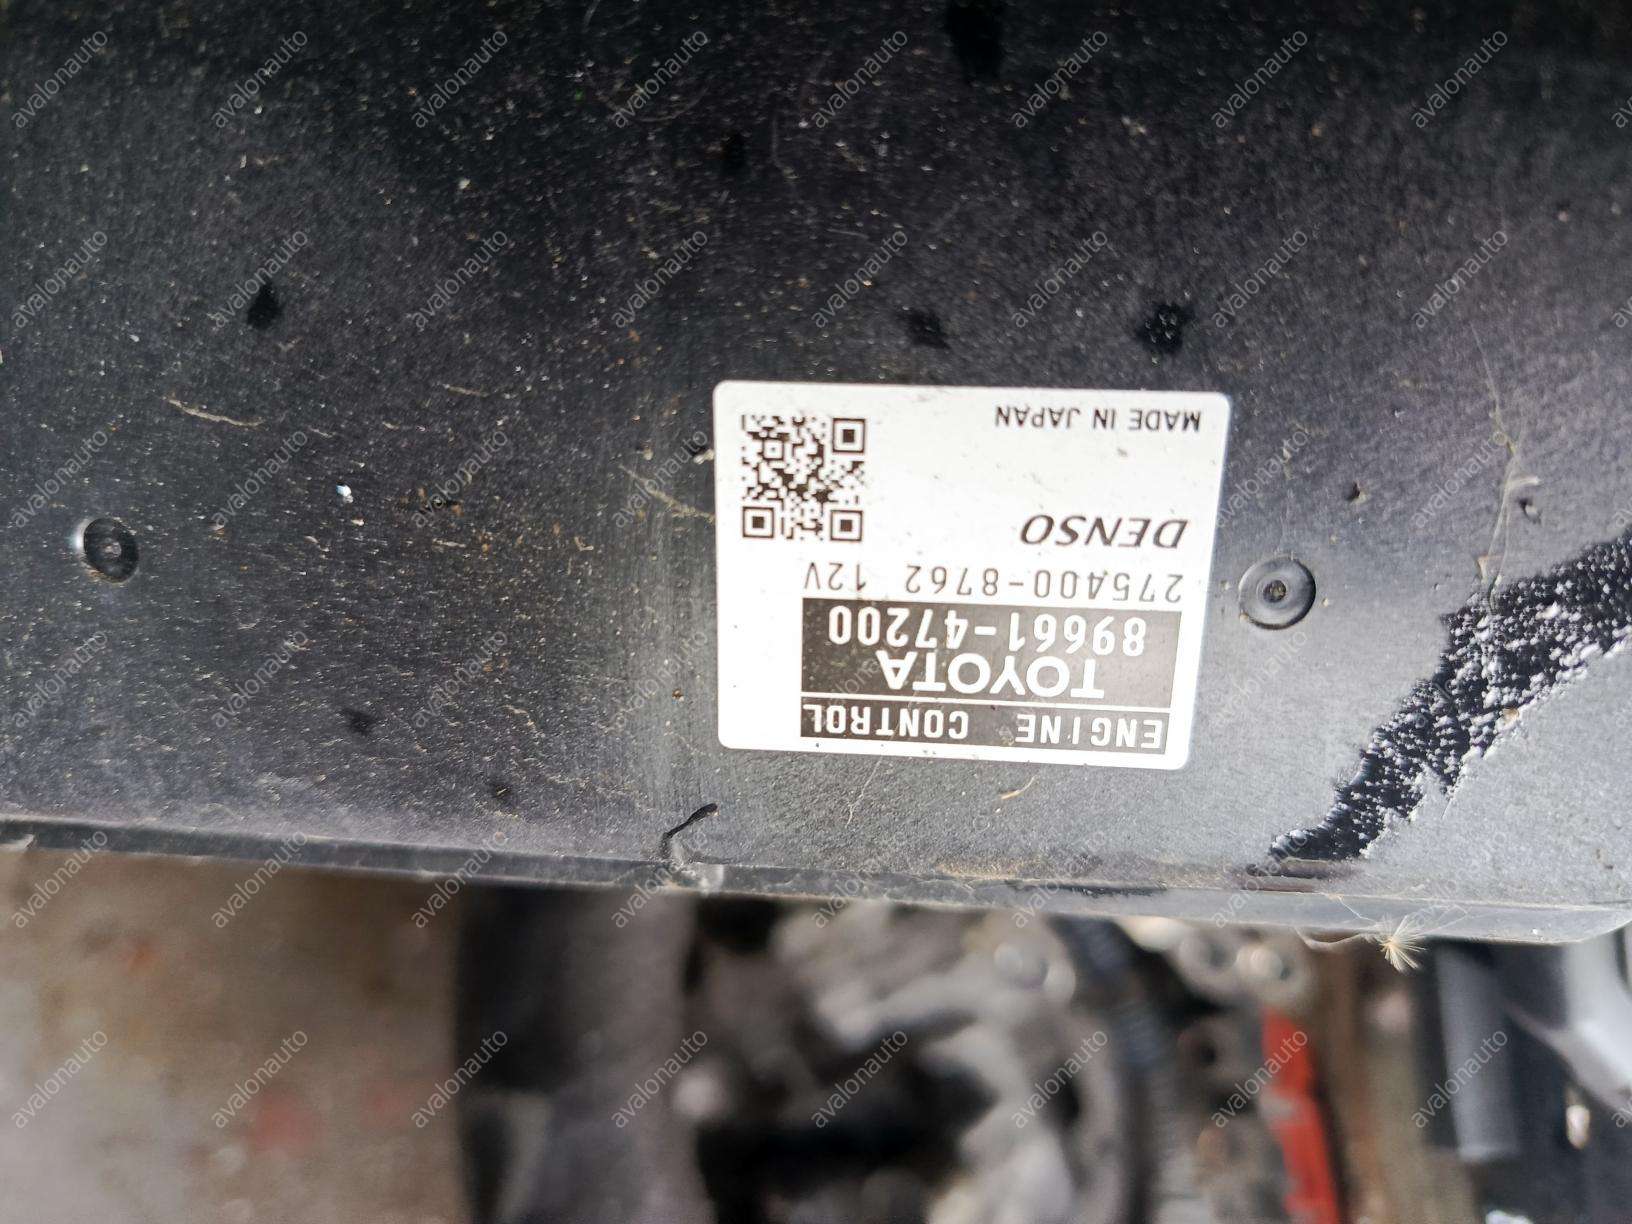 ENGINE CONTROL
TOYOTA
89661-47200
275400-8762 12V
DENSO
MADE IN JAPAN
avalonauto